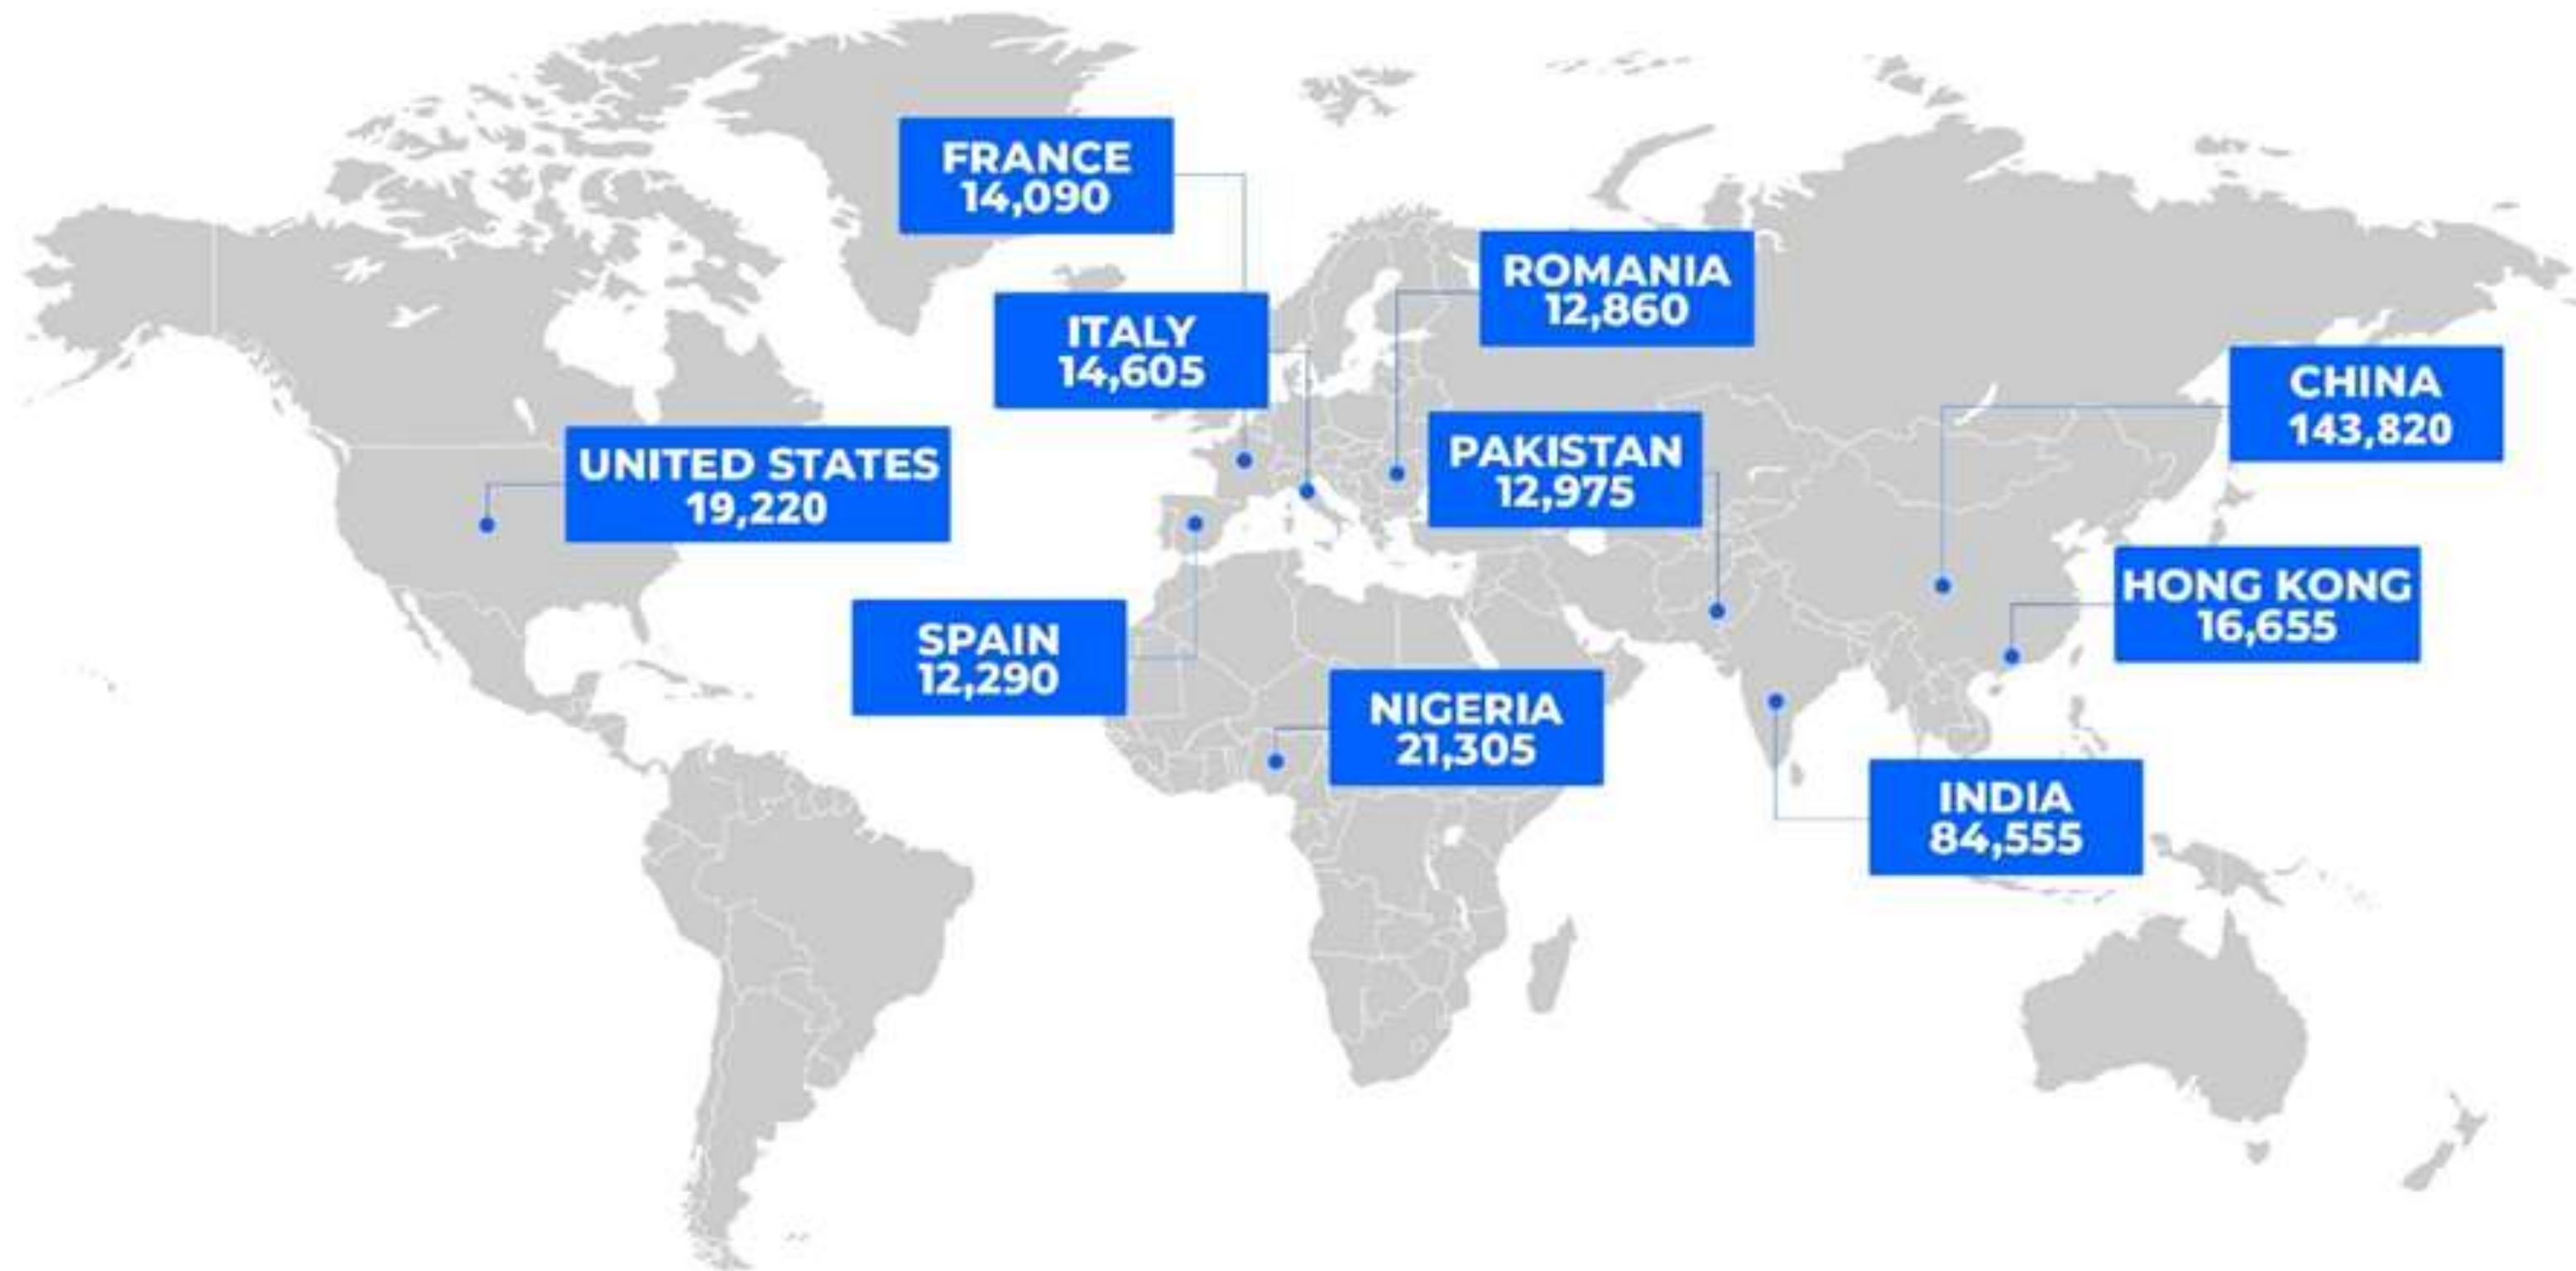 FRANCE
14,090
ROMANIA
12,860
ITALY
14,605
CHINA
143,820
PAKISTAN
12,975
UNITED STATES
19,220
HONG KONG
16,655
SPAIN
12,290
NIGERIA
21,305
INDIA
84,555